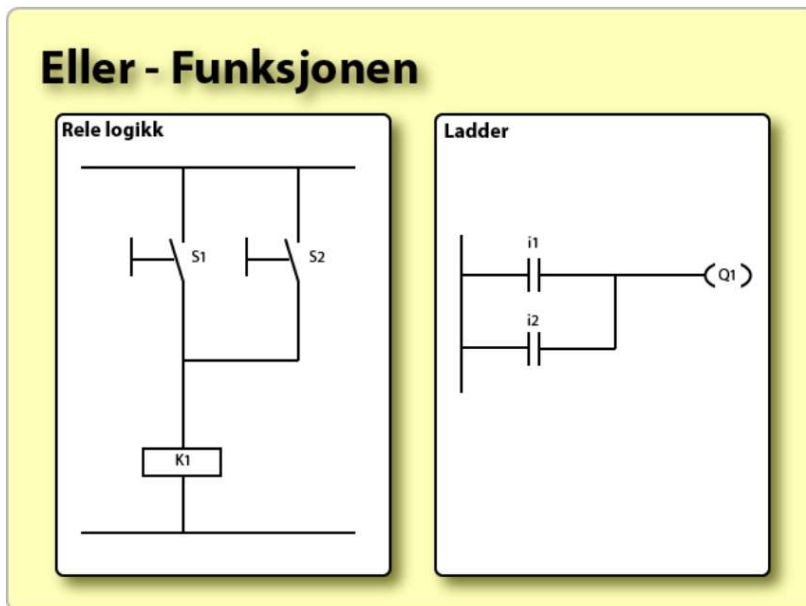 Eller - Funksjonen
Rele logikk
S1
S2
K1
Ladder
i1
Q1
i2